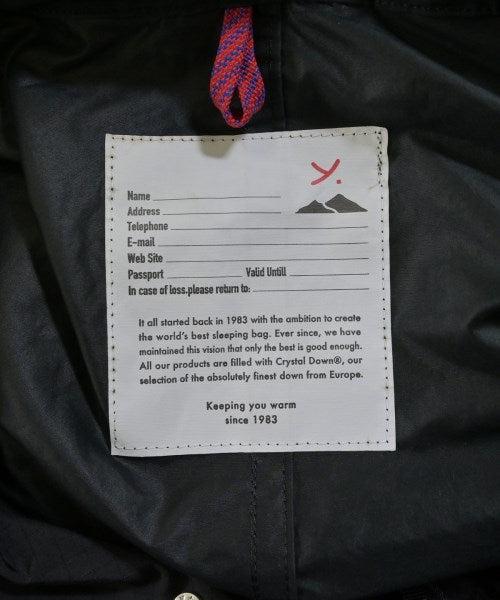 y.
Name
Address
Telephone
E-mail
Web Site
Passport Valid Untill
In case of loss.please return to:
It all started back in 1983 with the ambition to create
the world's best sleeping bag. Ever since, we have
maintained this vision that only the best is good enough.
All our products are filled with Crystal Down®, our
selection of the absolutely finest down from Europe.
Keeping you warm
since 1983